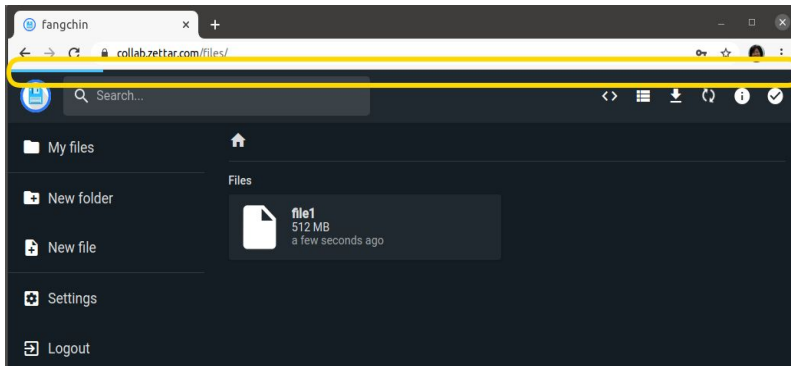 fangchin
collab.zettar.com/files/
Search...
My files
New folder
New file
Settings
Logout
Files
file1
512 MB
a few seconds ago